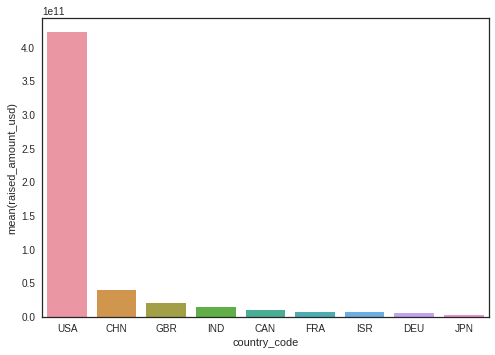 1e11
4.0
3.5
3.0
2.5
2.0
1.5
1.0
0.5
0.0
mean(raised_amount_usd)
USA CHN GBR IND CAN FRA ISR DEU JPN
country_code